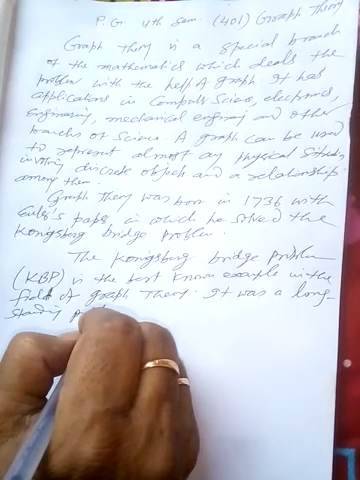 P.G. 4th Sem. (401) Graph Theory
Graph Theory is a special branch
of the mathematics which deals the
problem with the help of graph It has
applications in Computer Science, electronics,
Engineering, mechanical engineering and other
branches of Science A graph can be used
to represent almost any physical situation
involving discrete objects and a relationship
among them.
Graph Theory was born in 1736 with
Euler's paper in which he solved the
Konigsberg bridge problem.
The Konigsberg bridge problem
(KBP) is the best known example in the
field of graph Theory. It was a long-
standing